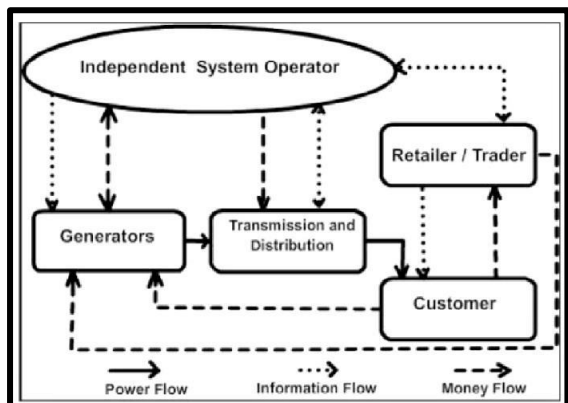 Independent System Operator
Retailer / Trader
Generators
Transmission and
Distribution
Customer
Power Flow
Information Flow
Money Flow